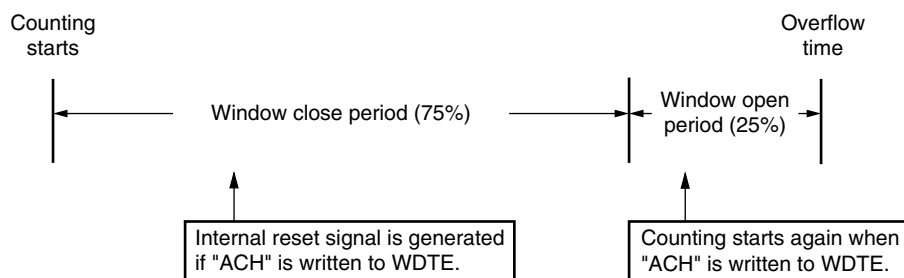 Counting
starts
Overflow
time
Window close period (75%)
Window open
period (25%)
Internal reset signal is generated
if "ACH" is written to WDTE.
Counting starts again when
"ACH" is written to WDTE.